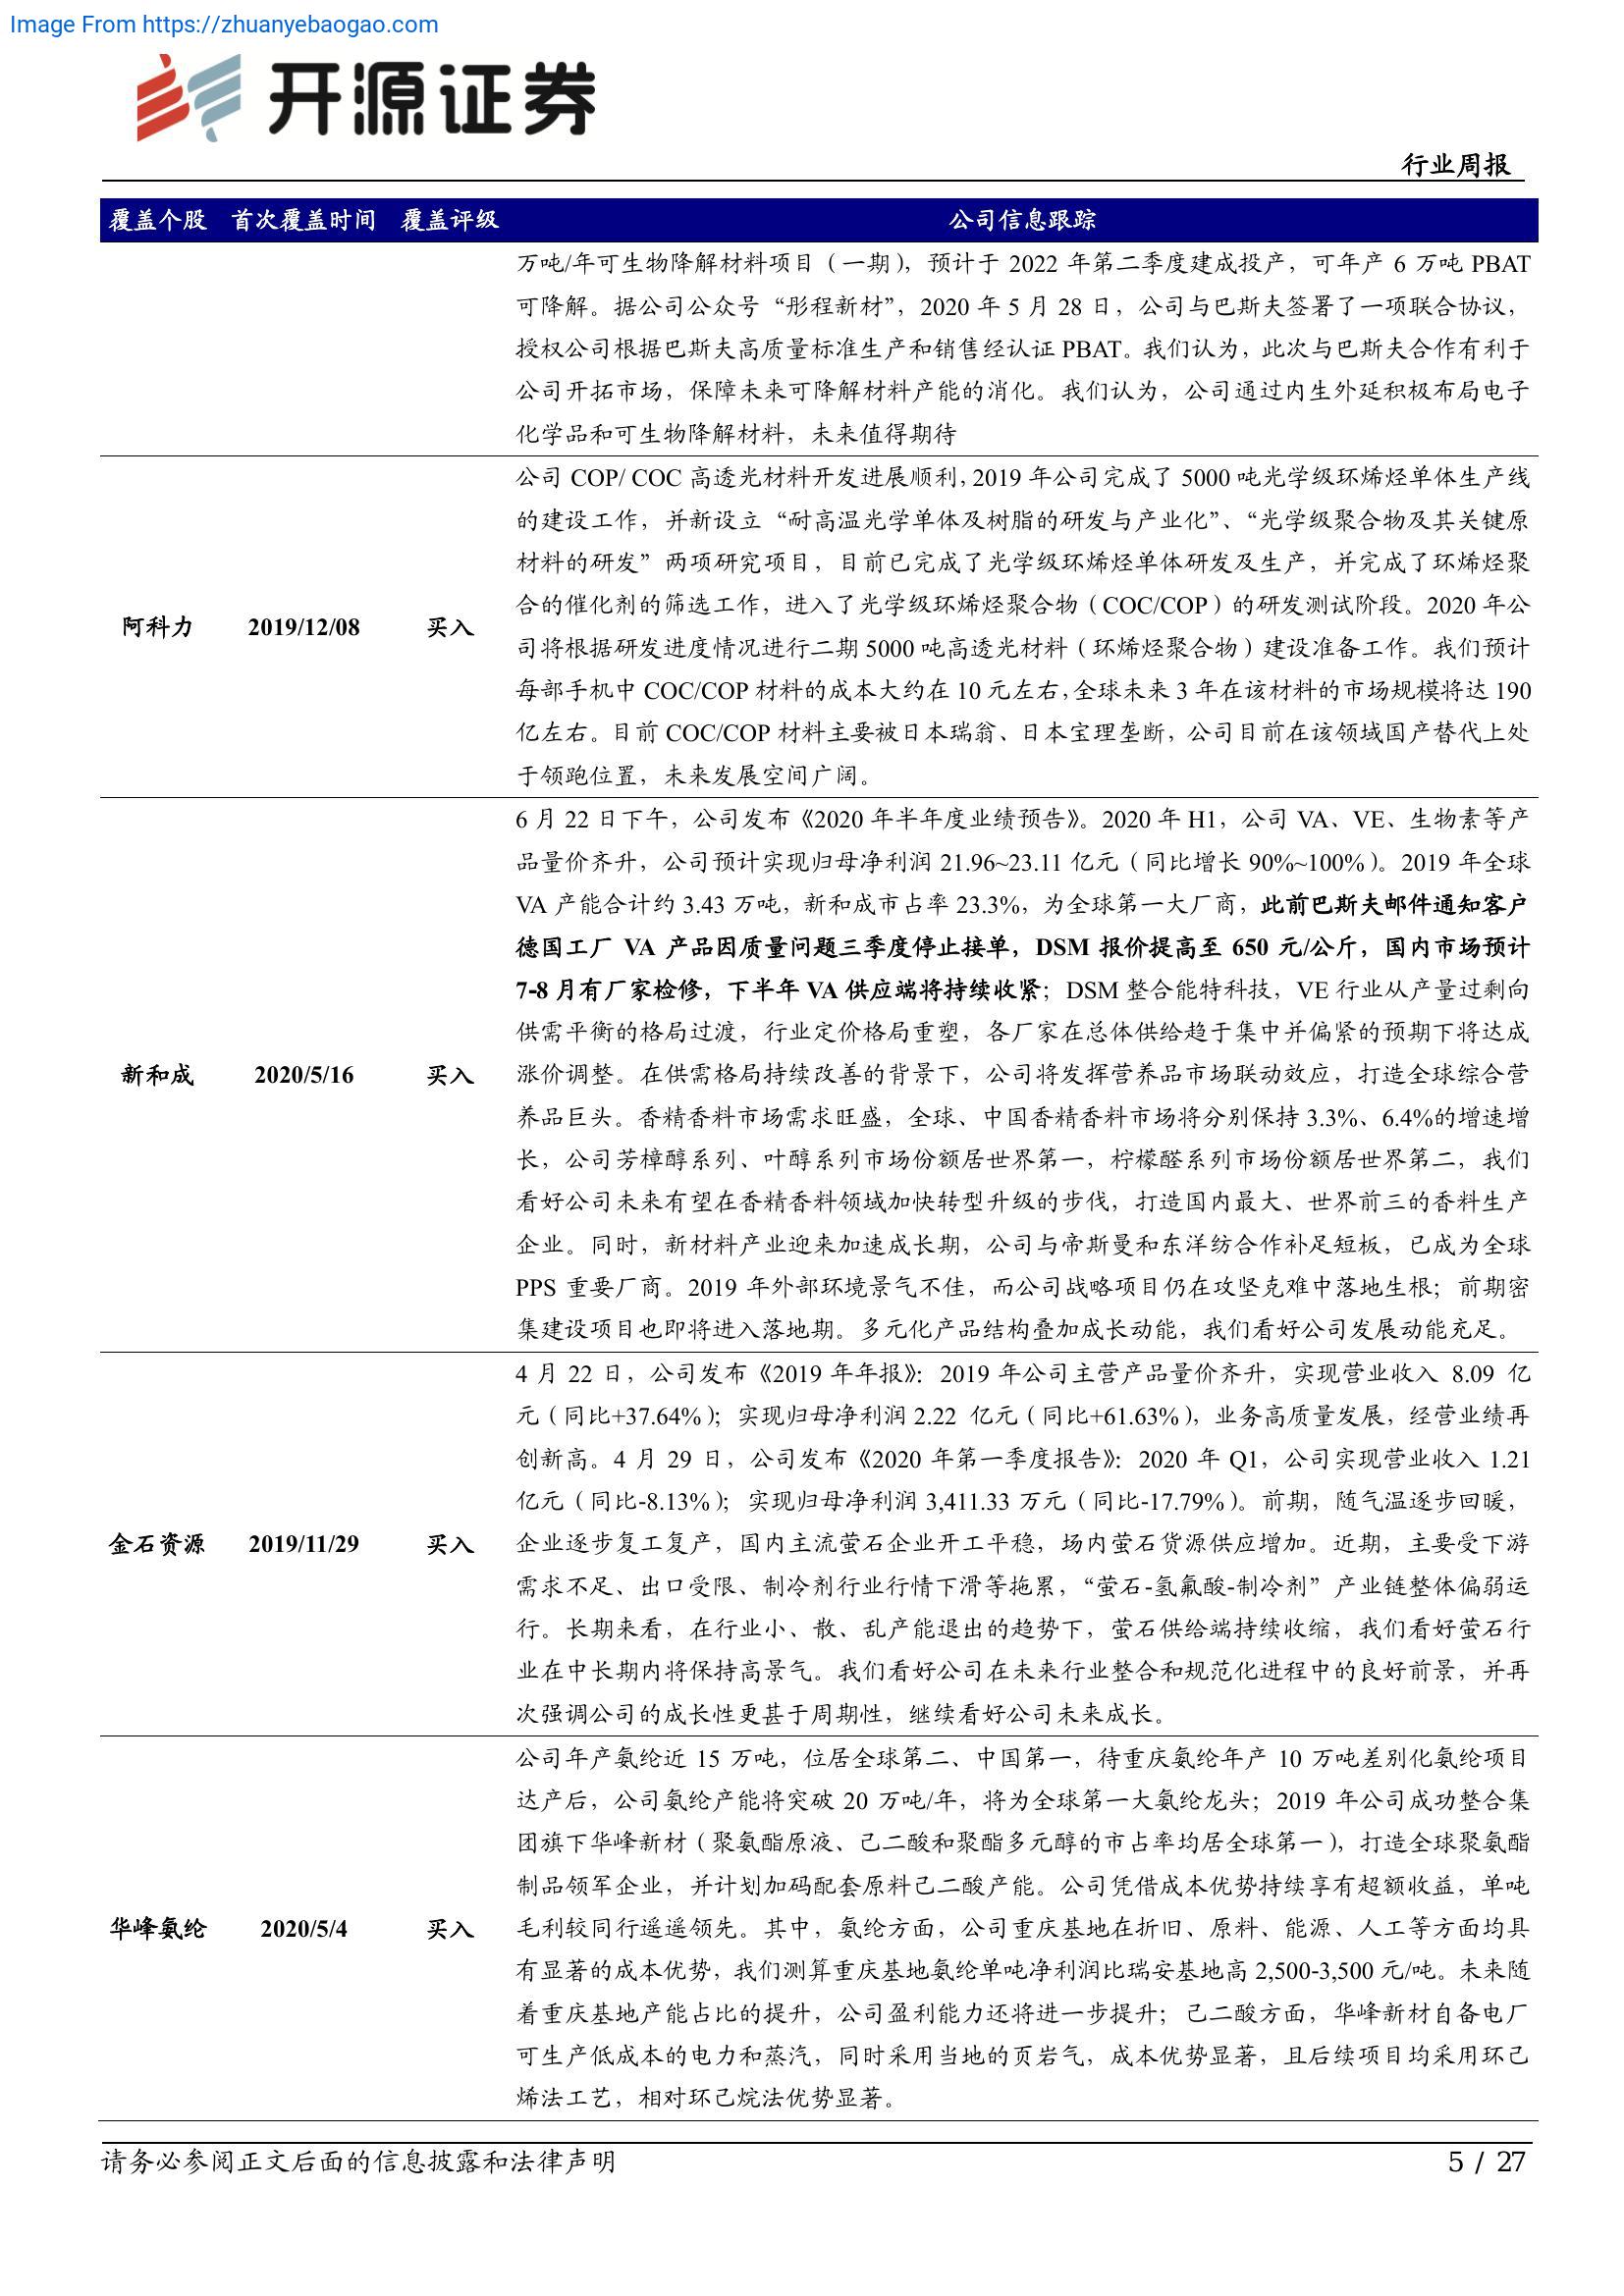 Image From https://zhuanyebaogao.com
开源证券
行业周报
覆盖个股 首次覆盖时间 覆盖评级 公司信息跟踪
万吨/年可生物降解材料项目（一期），预计于 2022 年第二季度建成投产，可年产 6 万吨 PBAT
可降解。据公司公众号“彤程新材”，2020 年 5 月 28 日，公司与巴斯夫签署了一项联合协议，
授权公司根据巴斯夫高质量标准生产和销售经认证 PBAT。我们认为，此次与巴斯夫合作有利于
公司开拓市场，保障未来可降解材料产能的消化。我们认为，公司通过内生外延积极布局电子
化学品和可生物降解材料，未来值得期待
公司 COP/ COC 高透光材料开发进展顺利，2019 年公司完成了 5000 吨光学级环烯烃单体生产线
的建设工作，并新设立“耐高温光学单体及树脂的研发与产业化”、“光学级聚合物及其关键原
材料的研发”两项研究项目，目前已完成了光学级环烯烃单体研发及生产，并完成了环烯烃聚
合的催化剂的筛选工作，进入了光学级环烯烃聚合物（COC/COP）的研发测试阶段。2020 年公
阿科力 2019/12/08 买入
司将根据研发进度情况进行二期 5000 吨高透光材料（环烯烃聚合物）建设准备工作。我们预计
每部手机中 COC/COP 材料的成本大约在 10 元左右，全球未来 3 年在该材料的市场规模将达 190
亿左右。目前 COC/COP 材料主要被日本瑞翁、日本宝理垄断，公司目前在该领域国产替代上处
于领跑位置，未来发展空间广阔。
6 月 22 日下午，公司发布《2020 年半年度业绩预告》。2020 年 H1，公司 VA、VE、生物素等产
品量价齐升，公司预计实现归母净利润 21.96~23.11 亿元（同比增长 90%~100%）。2019 年全球
VA 产能合计约 3.43 万吨，新和成市占率 23.3%，为全球第一大厂商，此前巴斯夫邮件通知客户
德国工厂 VA 产品因质量问题三季度停止接单，DSM 报价提高至 650 元/公斤，国内市场预计
7-8 月有厂家检修，下半年 VA 供应端将持续收紧；DSM 整合能特科技，VE 行业从产量过剩向
供需平衡的格局过渡，行业定价格局重塑，各厂家在总体供给趋于集中并偏紧的预期下将达成
新和成 2020/5/16 买入 涨价调整。在供需格局持续改善的背景下，公司将发挥营养品市场联动效应，打造全球综合营
养品巨头。香精香料市场需求旺盛，全球、中国香精香料市场将分别保持 3.3%、6.4%的增速增
长，公司芳樟醇系列、叶醇系列市场份额居世界第一，柠檬醛系列市场份额居世界第二，我们
看好公司未来有望在香精香料领域加快转型升级的步伐，打造国内最大、世界前三的香料生产
企业。同时，新材料产业迎来加速成长期，公司与帝斯曼和东洋纺合作补足短板，已成为全球
PPS 重要厂商。2019 年外部环境景气不佳，而公司战略项目仍在攻坚克难中落地生根；前期密
集建设项目也即将进入落地期。多元化产品结构叠加成长动能，我们看好公司发展动能充足。
4 月 22 日，公司发布《2019 年年报》：2019 年公司主营产品量价齐升，实现营业收入 8.09 亿
元（同比+37.64%）；实现归母净利润 2.22 亿元（同比+61.63%），业务高质量发展，经营业绩再
创新高。4 月 29 日，公司发布《2020 年第一季度报告》：2020 年 Q1，公司实现营业收入 1.21
亿元（同比-8.13%）；实现归母净利润 3,411.33 万元（同比-17.79%）。前期，随气温逐步回暖，
金石资源 2019/11/29 买入 企业逐步复工复产，国内主流萤石企业开工平稳，场内萤石货源供应增加。近期，主要受下游
需求不足、出口受限、制冷剂行业行情下滑等拖累，“萤石-氢氟酸-制冷剂”产业链整体偏弱运
行。长期来看，在行业小、散、乱产能退出的趋势下，萤石供给端持续收缩，我们看好萤石行
业在中长期内将保持高景气。我们看好公司在未来行业整合和规范化进程中的良好前景，并再
次强调公司的成长性更甚于周期性，继续看好公司未来成长。
公司年产氨纶近 15 万吨，位居全球第二、中国第一，待重庆氨纶年产 10 万吨差别化氨纶项目
达产后，公司氨纶产能将突破 20 万吨/年，将为全球第一大氨纶龙头；2019 年公司成功整合集
团旗下华峰新材（聚氨酯原液、己二酸和聚酯多元醇的市占率均居全球第一），打造全球聚氨酯
制品领军企业，并计划加码配套原料己二酸产能。公司凭借成本优势持续享有超额收益，单吨
华峰氨纶 2020/5/4 买入 毛利较同行遥遥领先。其中，氨纶方面，公司重庆基地在折旧、原料、能源、人工等方面均具
有显著的成本优势，我们测算重庆基地氨纶单吨净利润比瑞安基地高 2,500-3,500 元/吨。未来随
着重庆基地产能占比的提升，公司盈利能力还将进一步提升；己二酸方面，华峰新材自备电厂
可生产低成本的电力和蒸汽，同时采用当地的页岩气，成本优势显著，且后续项目均采用环己
烯法工艺，相对环己烷法优势显著。
请务必参阅正文后面的信息披露和法律声明 5 / 27